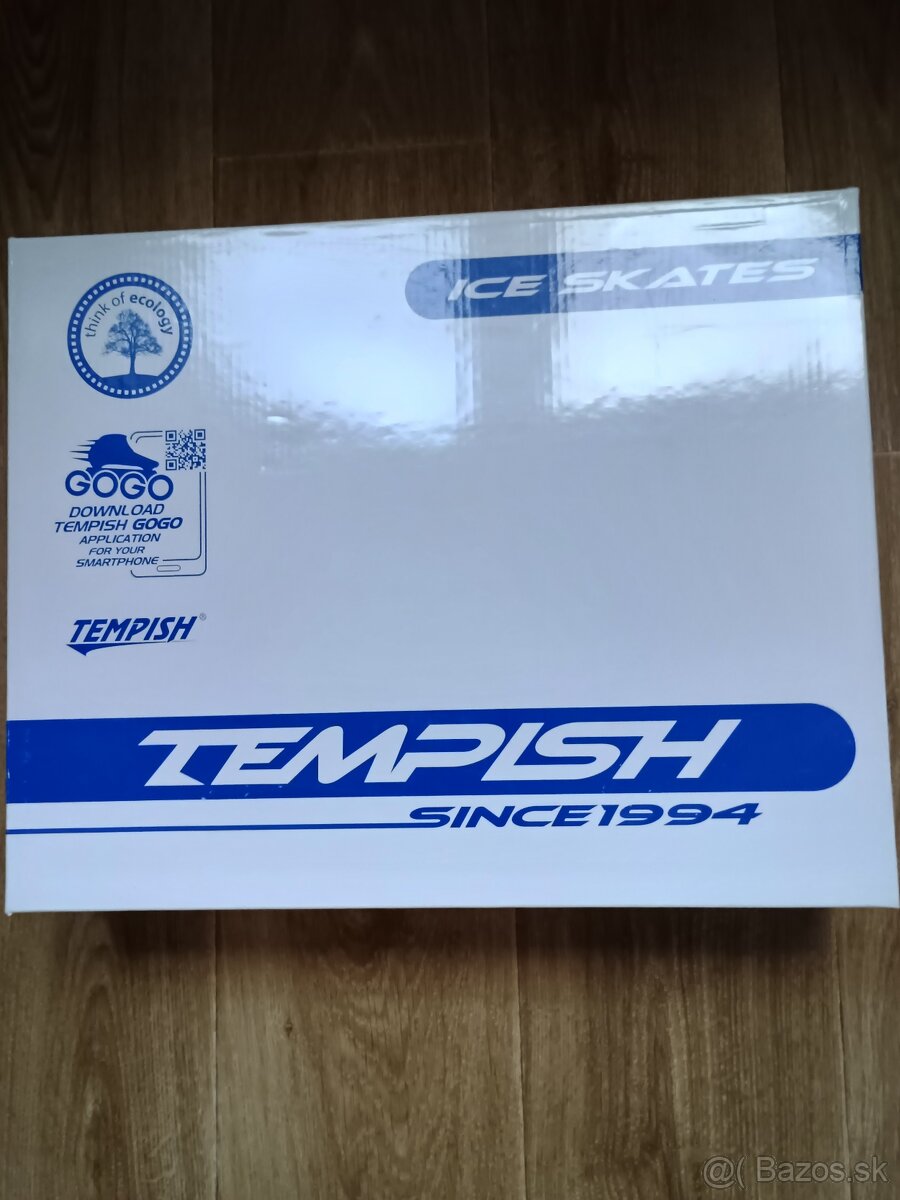 ICE SKATES
think of ecology
GOGO
DOWNLOAD
TEMPISH GOGO
APPLICATION
FOR YOUR
SMARTPHONE
TEMPISH®
TEMPISH
SINCE1994
@( Bazos.sk